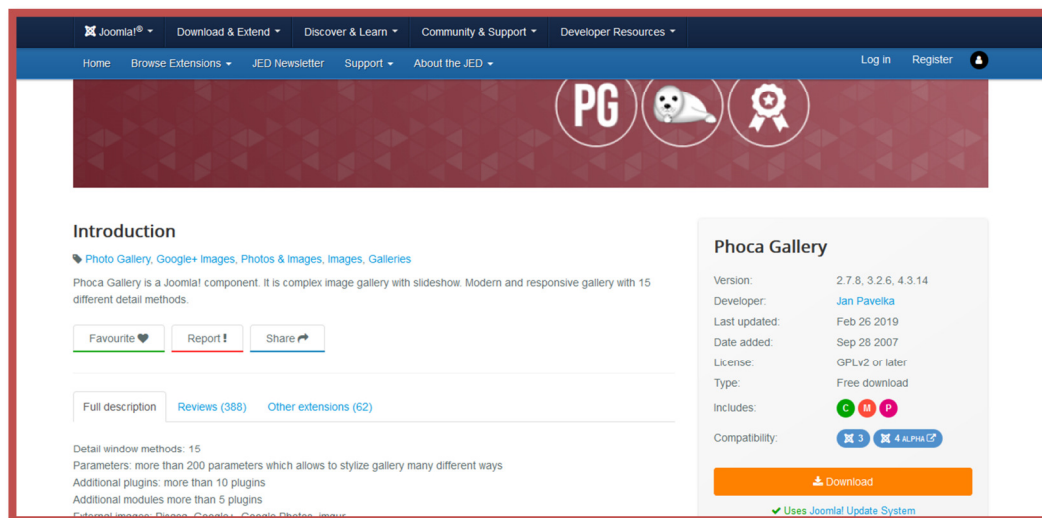 Joomla!® Download & Extend Discover & Learn Community & Support Developer Resources
Home Browse Extensions JED Newsletter Support About the JED Log in Register
PG
Introduction
Photo Gallery, Google+ Images, Photos & Images, Images, Galleries
Phoca Gallery is a Joomla! component. It is complex image gallery with slideshow. Modern and responsive gallery with 15
different detail methods.
Favourite Report! Share
Full description Reviews (388) Other extensions (62)
Detail window methods: 15
Parameters: more than 200 parameters which allows to stylize gallery many different ways
Additional plugins: more than 10 plugins
Additional modules more than 5 plugins
External images: Picasa, Google+, Google Photos, imgur
Phoca Gallery
Version: 2.7.8, 3.2.6, 4.3.14
Developer: Jan Pavelka
Last updated: Feb 26 2019
Date added: Sep 28 2007
License: GPLv2 or later
Type: Free download
Includes: C M P
Compatibility: 3 4 ALPHA
Download
Uses Joomla! Update System